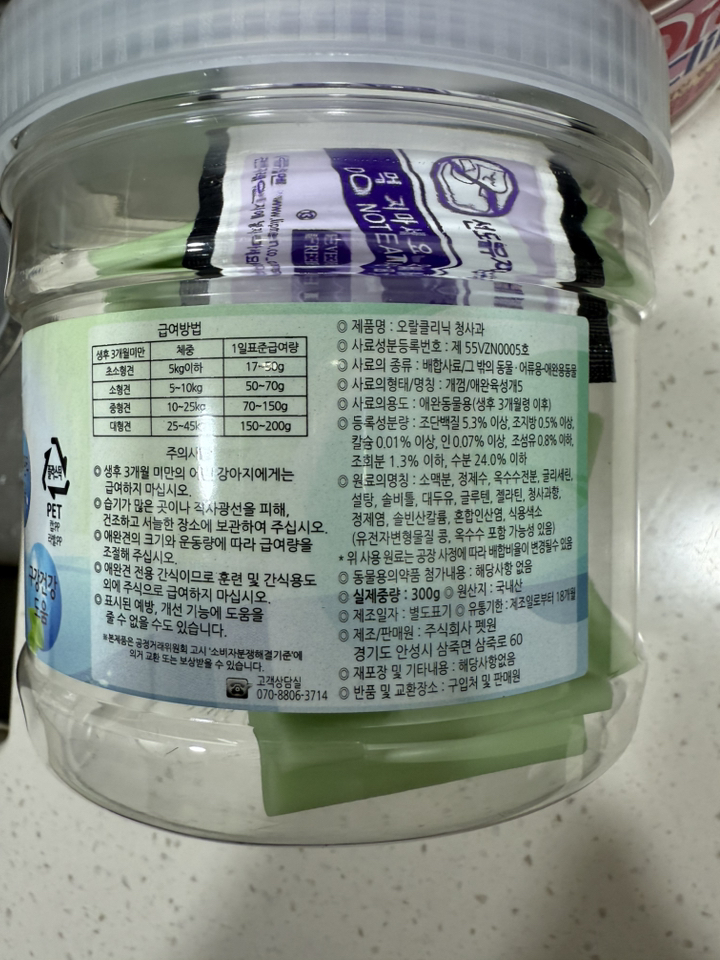 신선유지
먹 지마시오
DO NOT EAT
급여방법
생후 3개월미만 체중 1일표준급여량
초소형견 5kg이하 17~50g
소형견 5~10kg 50~70g
중형견 10~25kg 70~150g
대형견 25~45kg 150~200g
주의사항
◎ 생후 3개월 미만의 어린 강아지에게는
급여하지 마십시오.
◎ 습기가 많은 곳이나 직사광선을 피해,
건조하고 서늘한 장소에 보관하여 주십시오.
◎ 애완견의 크기와 운동량에 따라 급여량을
조절해 주십시오.
◎ 애완견 전용 간식이므로 훈련 및 간식용도
외에 주식으로 급여하지 마십시오.
◎ 표시된 예방, 개선 기능에 도움을
줄 수 없을 수도 있습니다.
※본제품은 공정거래위원회 고시 '소비자분쟁해결기준'에
의거 교환 또는 보상받을 수 있습니다.
고객상담실
070-8806-3714
플라스틱
PET
구강건강
도움
◎ 제품명 : 오랄클리닉 청사과
◎ 사료성분등록번호 : 제 55VZN0005호
◎ 사료의 종류 : 배합사료/그 밖의 동물·어류용-애완용동물
◎ 사료의형태/명칭 : 개껌/애완육성개5
◎ 사료의용도 : 애완동물용(생후 3개월령 이후)
◎ 등록성분량 : 조단백질 5.3% 이상, 조지방 0.5% 이상,
칼슘 0.01% 이상, 인 0.07% 이상, 조섬유 0.8% 이하,
조회분 1.3% 이하, 수분 24.0% 이하
◎ 원료의명칭 : 소맥분, 정제수, 옥수수전분, 글리세린,
설탕, 솔비톨, 대두유, 글루텐, 젤라틴, 청사과향,
정제염, 솔빈산칼륨, 혼합인산염, 식용색소
(유전자변형물질 콩, 옥수수 포함 가능성 있음)
* 위 사용 원료는 공장 사정에 따라 배합비율이 변경될수 있음
◎ 동물용의약품 첨가내용 : 해당사항 없음
◎ 실제중량 : 300g ◎ 원산지 : 국내산
◎ 제조일자 : 별도표기 ◎ 유통기한 : 제조일로부터 18개월
◎ 제조/판매원 : 주식회사 펫원
경기도 안성시 삼죽면 삼죽로 60
◎ 재포장 및 기타내용 : 해당사항없음
◎ 반품 및 교환장소 : 구입처 및 판매원